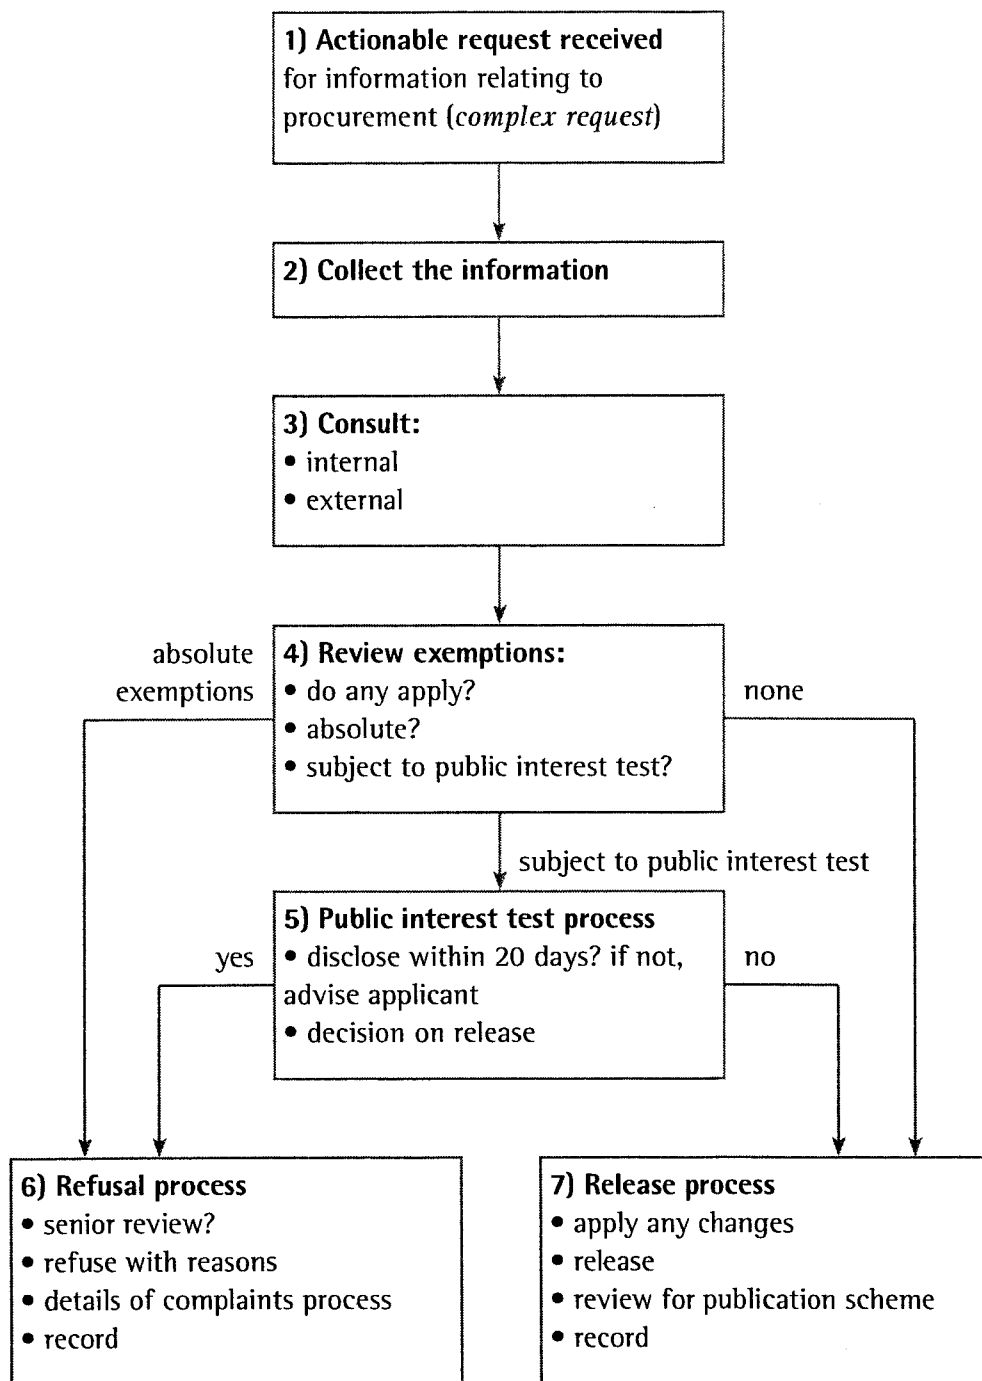 1) Actionable request received
for information relating to
procurement (complex request)
2) Collect the information
3) Consult:
• internal
• external
absolute
exemptions
4) Review exemptions:
• do any apply?
• absolute?
• subject to public interest test?
none
subject to public interest test
yes
5) Public interest test process
• disclose within 20 days? if not,
advise applicant
• decision on release
no
6) Refusal process
• senior review?
• refuse with reasons
• details of complaints process
• record
7) Release process
• apply any changes
• release
• review for publication scheme
• record